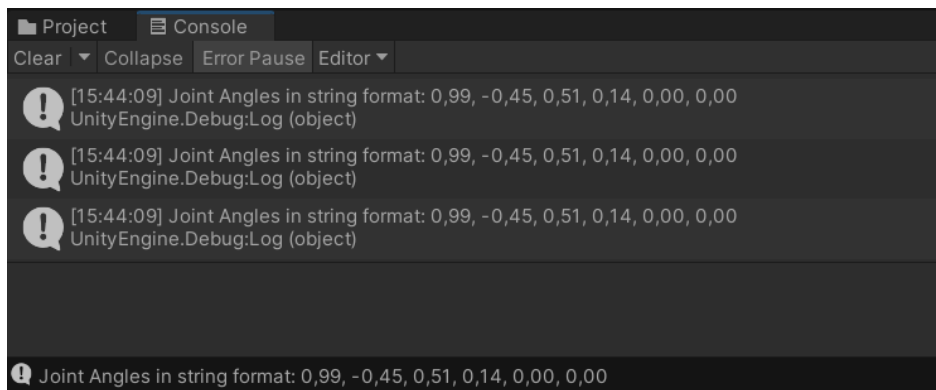 Project Console
Clear Collapse Error Pause Editor
[15:44:09] Joint Angles in string format: 0,99, -0,45, 0,51, 0,14, 0,00, 0,00
UnityEngine.Debug:Log (object)
[15:44:09] Joint Angles in string format: 0,99, -0,45, 0,51, 0,14, 0,00, 0,00
UnityEngine.Debug:Log (object)
[15:44:09] Joint Angles in string format: 0,99, -0,45, 0,51, 0,14, 0,00, 0,00
UnityEngine.Debug:Log (object)
Joint Angles in string format: 0,99, -0,45, 0,51, 0,14, 0,00, 0,00